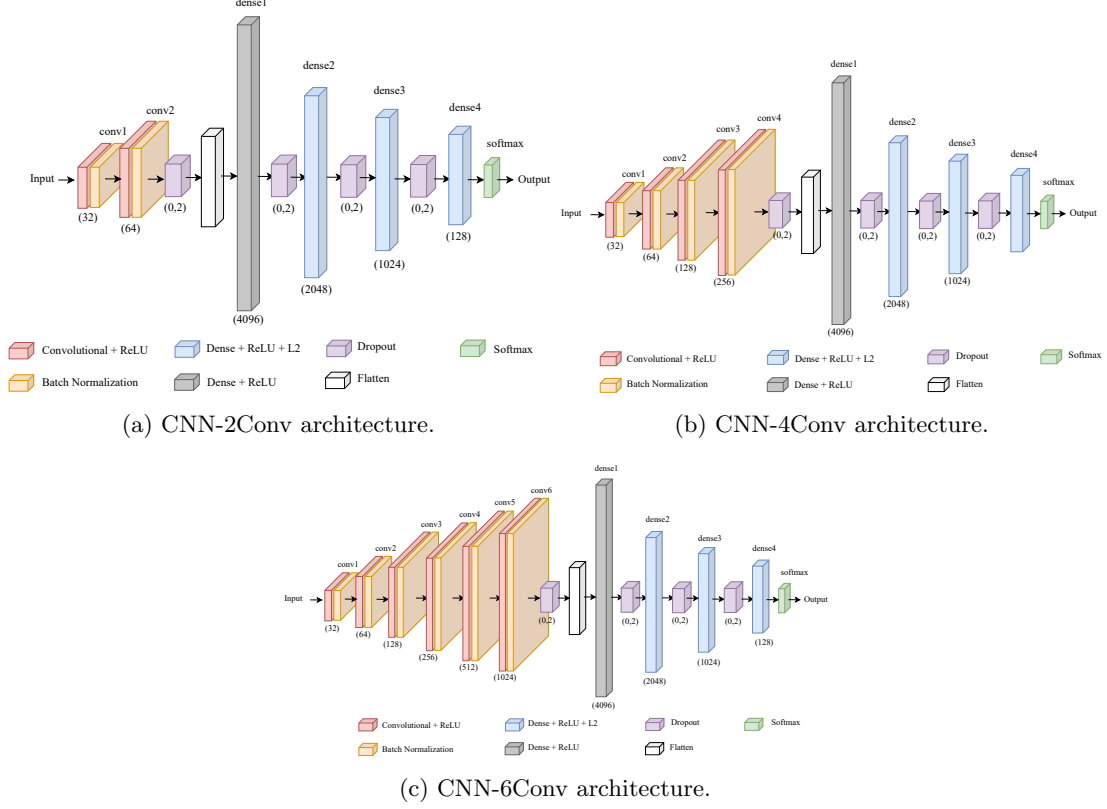 dense1
dense2
dense3
conv2
dense4
conv1
softmax
Input
Output
(32)
(64)
(0,2)
(0,2)
(0,2)
(0,2)
(128)
(1024)
(2048)
(4096)
Convolutional + ReLU
Dense + ReLU + L2
Dropout
Softmax
Batch Normalization
Dense + ReLU
Flatten
(a) CNN-2Conv architecture.
dense1
conv4
dense2
conv3
dense3
conv2
dense4
conv1
softmax
Input
Output
(32)
(64)
(128)
(256)
(0,2)
(0,2)
(0,2)
(0,2)
(1024)
(2048)
(4096)
Convolutional + ReLU
Dense + ReLU + L2
Dropout
Softmax
Batch Normalization
Dense + ReLU
Flatten
(b) CNN-4Conv architecture.
dense1
conv6
conv5
dense2
conv4
conv3
dense3
conv2
dense4
conv1
softmax
Input
Output
(32)
(64)
(128)
(256)
(512)
(1024)
(0,2)
(0,2)
(0,2)
(0,2)
(128)
(1024)
(2048)
(4096)
Convolutional + ReLU
Dense + ReLU + L2
Dropout
Softmax
Batch Normalization
Dense + ReLU
Flatten
(c) CNN-6Conv architecture.